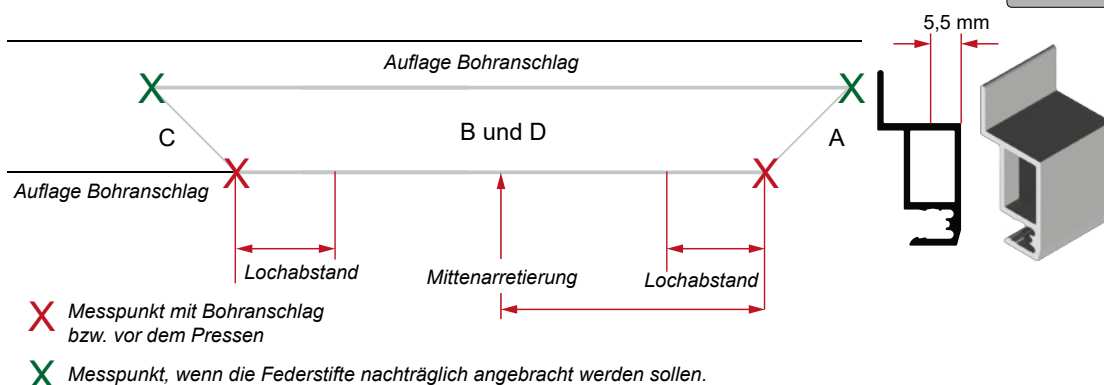 5,5 mm
Auflage Bohranschlag
C
B und D
A
Auflage Bohranschlag
Lochabstand
Mittenarretierung
Lochabstand
X Messpunkt mit Bohranschlag
bzw. vor dem Pressen
X Messpunkt, wenn die Federstifte nachträglich angebracht werden sollen.